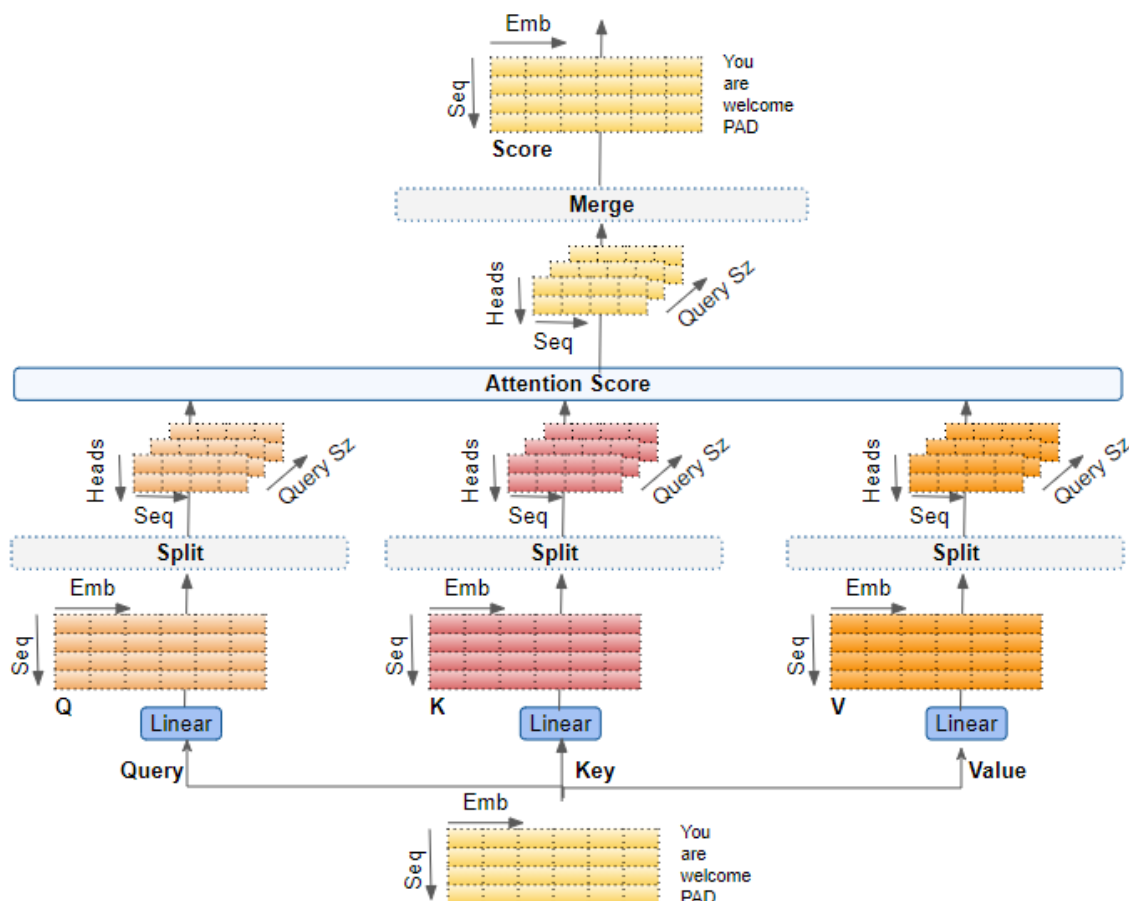 Emb
Seq
You
are
welcome
PAD
Score
Merge
Heads
Query Sz
Seq
Attention Score
Heads
Query Sz
Seq
Heads
Query Sz
Seq
Heads
Query Sz
Seq
Split
Split
Split
Emb
Seq
Q
Emb
Seq
K
Emb
Seq
V
Linear
Linear
Linear
Query
Key
Value
Emb
Seq
You
are
welcome
PAD